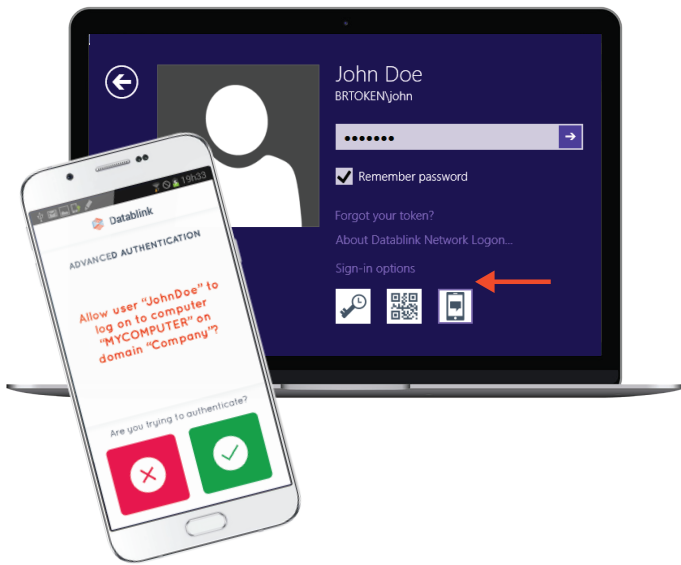 John Doe
BRTOKEN\john
•••••••
Remember password
Forgot your token?
About Datablink Network Logon...
Sign-in options
19h33
Datablink
ADVANCED AUTHENTICATION
Allow user “JohnDoe” to
log on to computer
“MYCOMPUTER” on
domain “Company”?
Are you trying to authenticate?